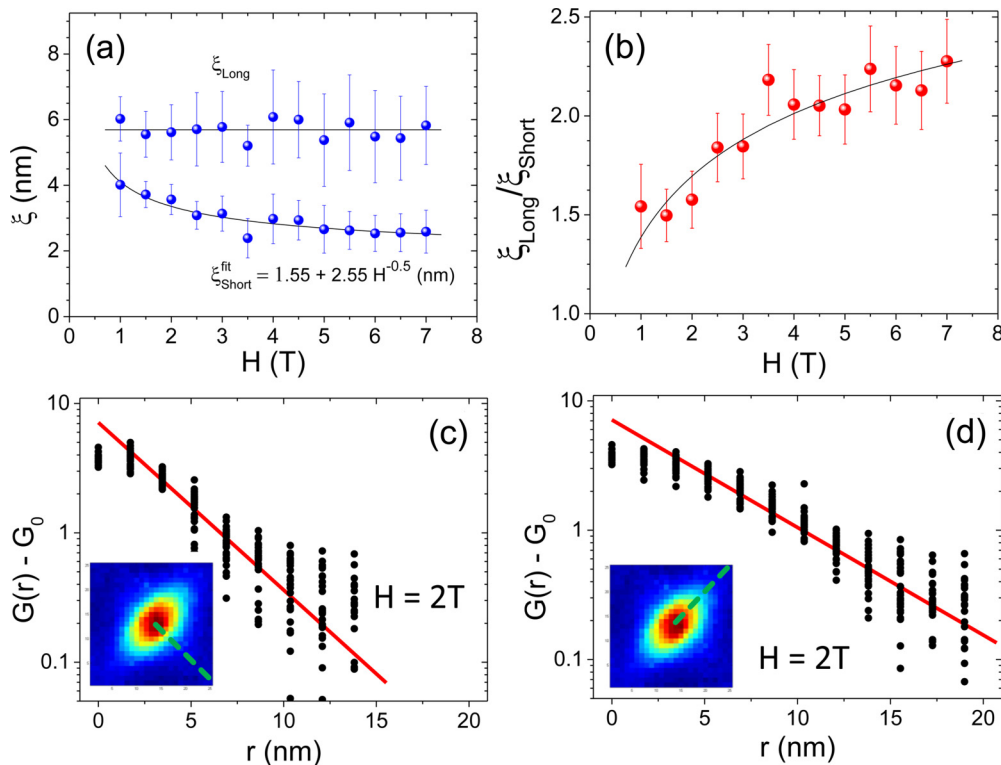 (a)
8
6
4
2
0
ξ (nm)
ξLong
ξfitShort = 1.55 + 2.55 H-0.5 (nm)
0 1 2 3 4 5 6 7 8
H (T)
(b)
2.5
2.0
1.5
1.0
ξLong/ξShort
0 1 2 3 4 5 6 7 8
H (T)
(c)
10
1
0.1
G(r) - G0
H = 2T
0 5 10 15 20
r (nm)
(d)
10
1
0.1
G(r) - G0
H = 2T
0 5 10 15 20
r (nm)